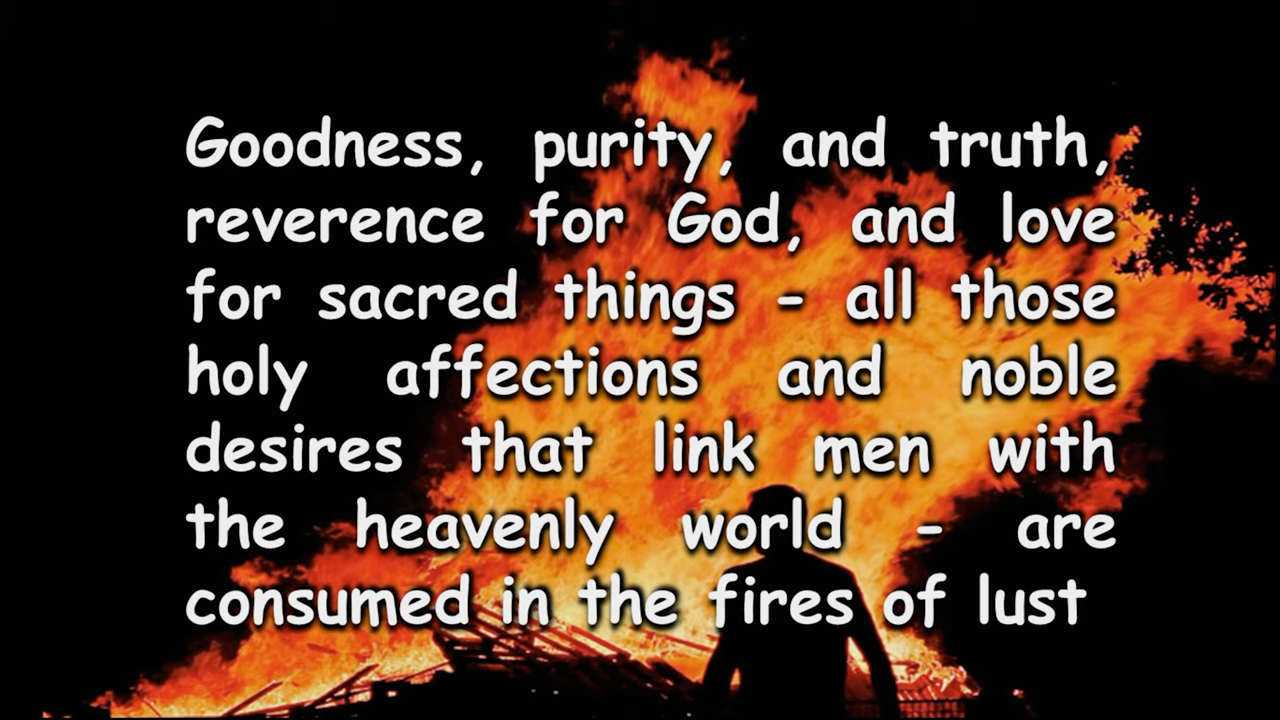 Goodness, purity, and truth,
reverence for God, and love
for sacred things - all those
holy affections and noble
desires that link men with
the heavenly world - are
consumed in the fires of lust